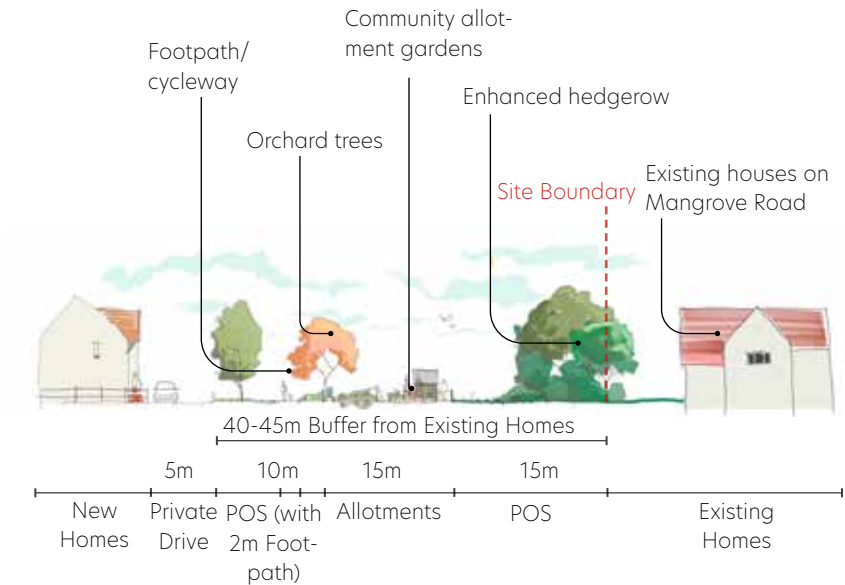 Community allot-
ment gardens
Footpath/
cycleway
Enhanced hedgerow
Orchard trees
Existing houses on
Mangrove Road
Site Boundary
40-45m Buffer from Existing Homes
5m
10m
15m
15m
New
Homes
Private
Drive
POS (with
2m Foot-
path)
Allotments
POS
Existing
Homes